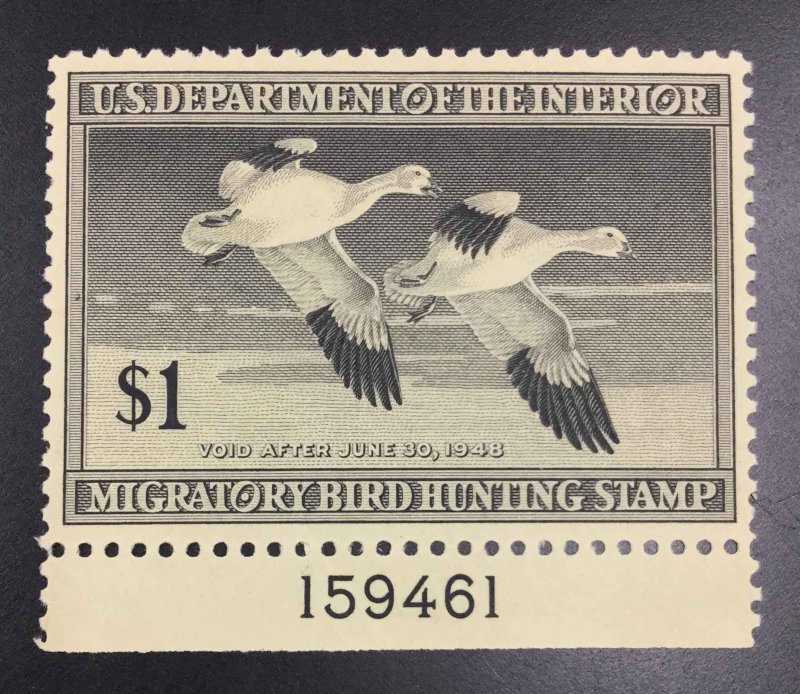 U.S. DEPARTMENT OF THE INTERIOR
$1
VOID AFTER JUNE 30, 1948
MIGRATORY BIRD HUNTING STAMP
159461